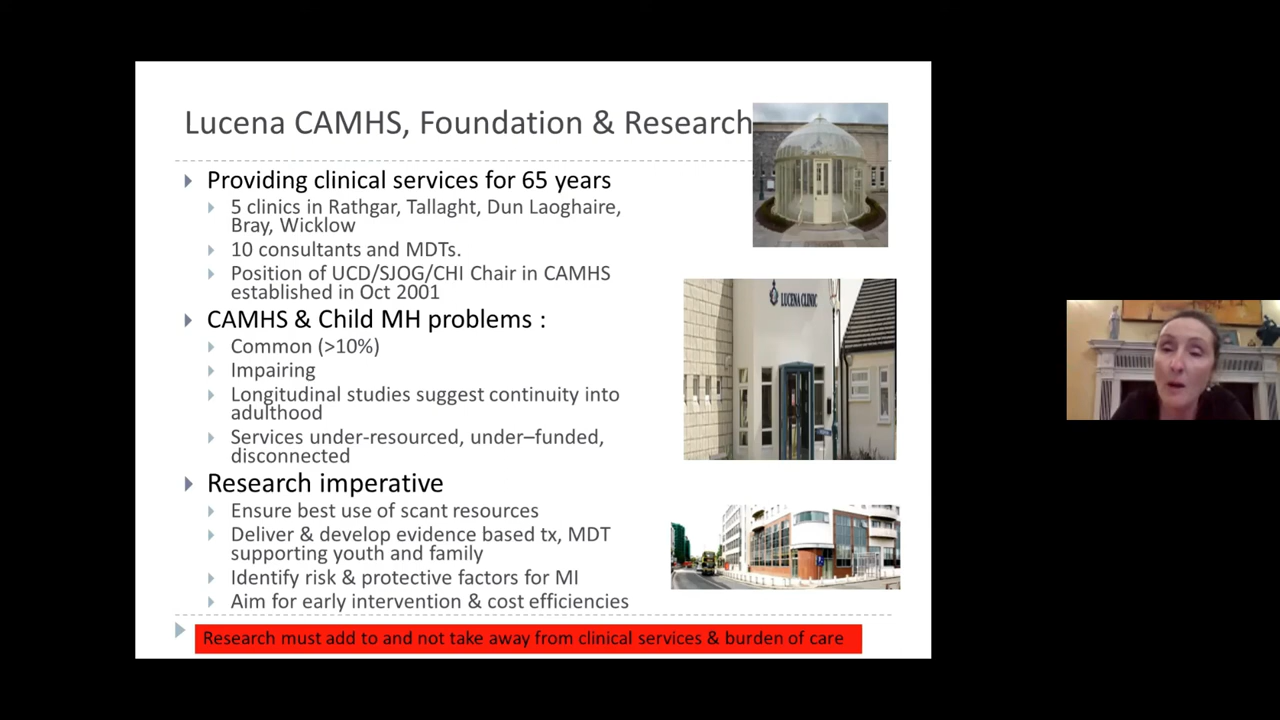 Lucena CAMHS, Foundation & Research
Providing clinical services for 65 years
5 clinics in Rathgar, Tallaght, Dun Laoghaire,
Bray, Wicklow
10 consultants and MDTs.
Position of UCD/SJOG/CHI Chair in CAMHS
established in Oct 2001
CAMHS & Child MH problems :
Common (>10%)
Impairing
Longitudinal studies suggest continuity into
adulthood
Services under-resourced, under–funded,
disconnected
Research imperative
Ensure best use of scant resources
Deliver & develop evidence based tx, MDT
supporting youth and family
Identify risk & protective factors for MI
Aim for early intervention & cost efficiencies
Research must add to and not take away from clinical services & burden of care
LUCENA CLINIC